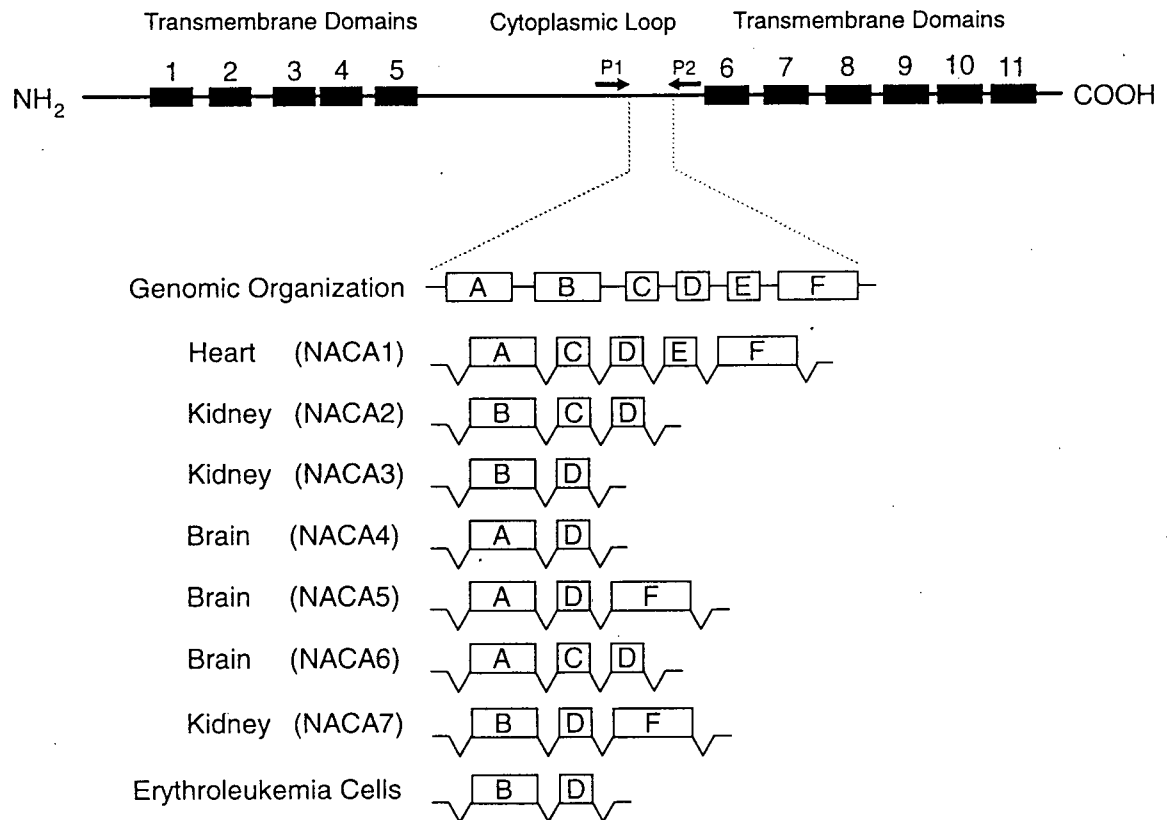 Transmembrane Domains Cytoplasmic Loop Transmembrane Domains
1 2 3 4 5 P1 P2 6 7 8 9 10 11
NH2 COOH
Genomic Organization A B C D E F
Heart (NACA1) A C D E F
Kidney (NACA2) B C D
Kidney (NACA3) B D
Brain (NACA4) A D
Brain (NACA5) A D F
Brain (NACA6) A C D
Kidney (NACA7) B D F
Erythroleukemia Cells B D